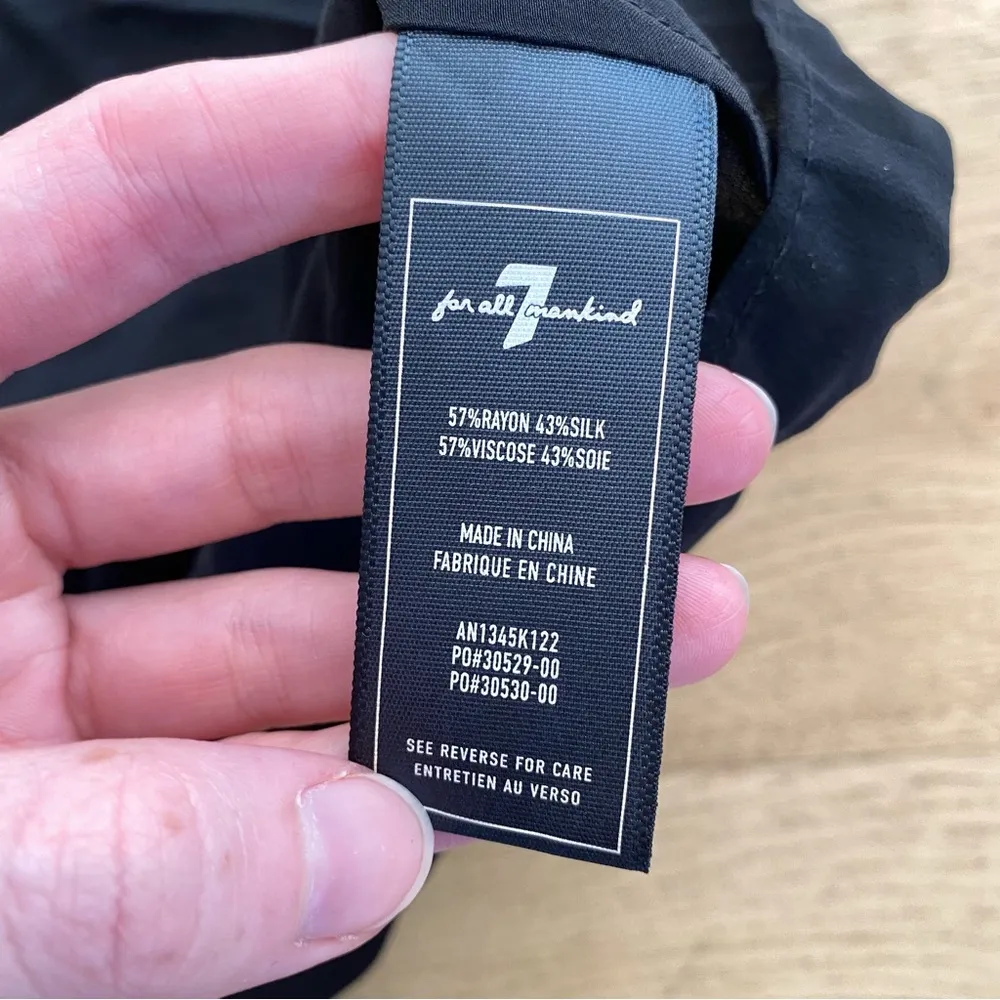 7
for all mankind
57%RAYON 43%SILK
57%VISCOSE 43%SOIE
MADE IN CHINA
FABRIQUE EN CHINE
AN1345K122
PO#30529-00
PO#30530-00
SEE REVERSE FOR CARE
ENTRETIEN AU VERSO